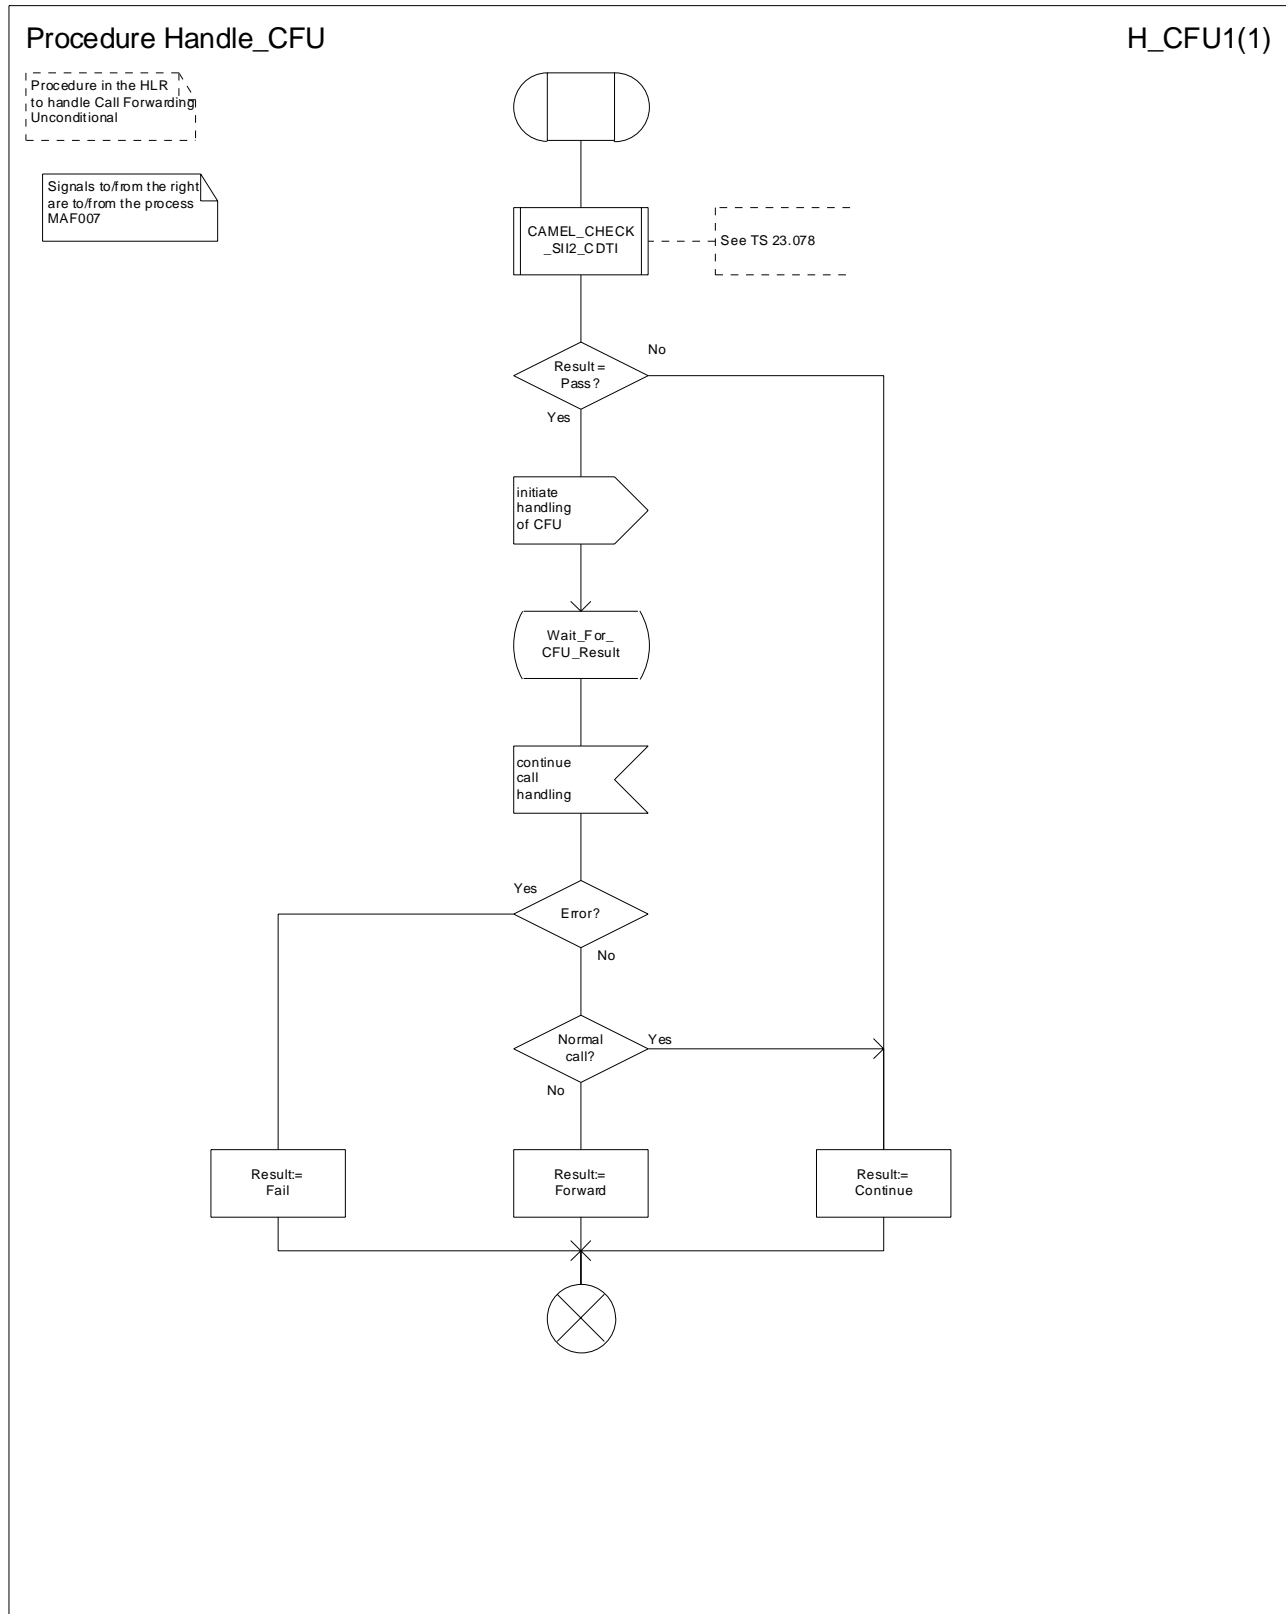 Procedure Handle_CFU
H_CFU1(1)
Procedure in the HLR
to handle Call Forwarding
Unconditional
Signals to/from the right
are to/from the process
MAF007
CAMEL_CHECK
_SII2_CDTI
See TS 23.078
No
Result=
Pass?
Yes
initiate
handling
of CFU
Wait_For_
CFU_Result
continue
call
handling
Yes
Error?
No
Normal
call?
Yes
No
Result:=
Fail
Result:=
Forward
Result:=
Continue